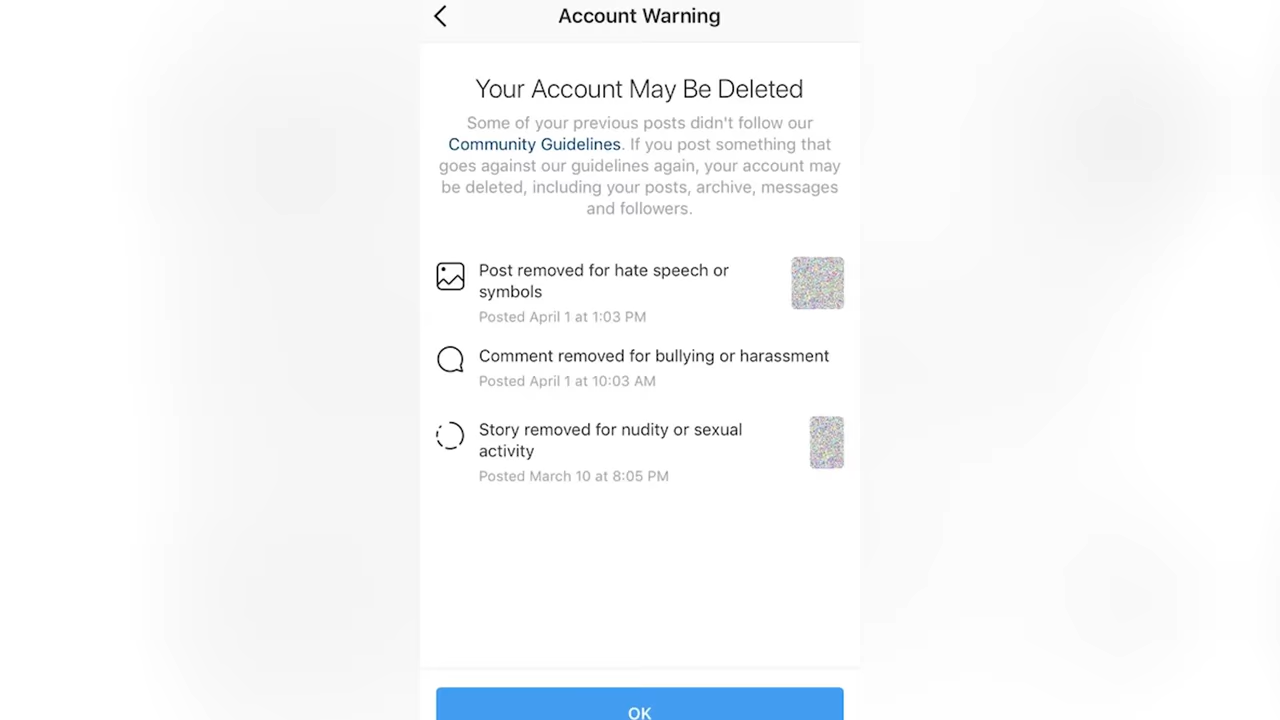 Account Warning
Your Account May Be Deleted
Some of your previous posts didn't follow our
Community Guidelines. If you post something that
goes against our guidelines again, your account may
be deleted, including your posts, archive, messages
and followers.
Post removed for hate speech or
symbols
Posted April 1 at 1:03 PM
Comment removed for bullying or harassment
Posted April 1 at 10:03 AM
Story removed for nudity or sexual
activity
Posted March 10 at 8:05 PM
OK